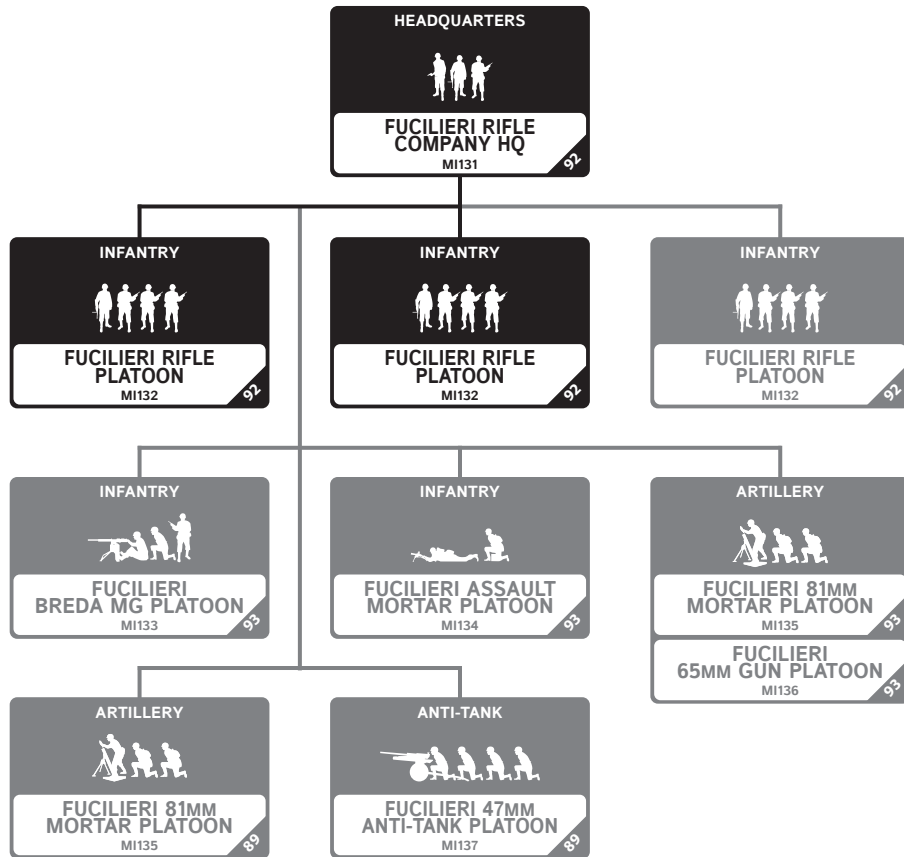 HEADQUARTERS
FUCILIERI RIFLE
COMPANY HQ
MI131
92
INFANTRY
FUCILIERI RIFLE
PLATOON
MI132
92
INFANTRY
FUCILIERI RIFLE
PLATOON
MI132
92
INFANTRY
FUCILIERI RIFLE
PLATOON
MI132
92
INFANTRY
FUCILIERI
BREDA MG PLATOON
MI133
93
INFANTRY
FUCILIERI ASSAULT
MORTAR PLATOON
MI134
93
ARTILLERY
FUCILIERI 81MM
MORTAR PLATOON
MI135
93
FUCILIERI
65MM GUN PLATOON
MI136
93
ARTILLERY
FUCILIERI 81MM
MORTAR PLATOON
MI135
89
ANTI-TANK
FUCILIERI 47MM
ANTI-TANK PLATOON
MI137
89